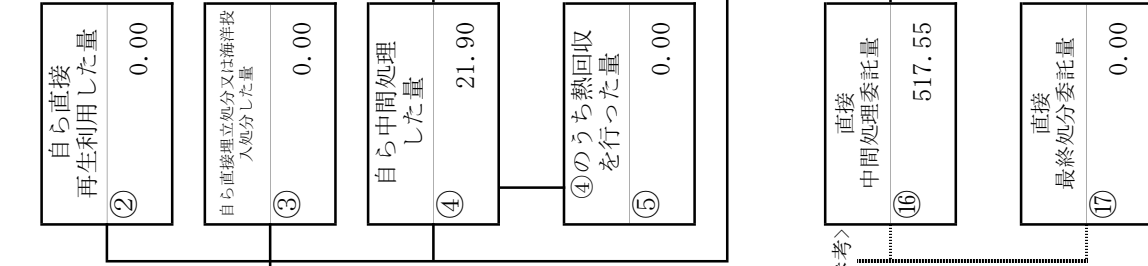 自ら直接
再生利用した量
② 0.00
自ら直接埋立処分又は海洋投
入処分した量
③ 0.00
自ら中間処理
した量
④ 21.90
④のうち熱回収
を行った量
⑤ 0.00
直接
中間処理委託量
⑯ 517.55
直接
最終処分委託量
⑰ 0.00
考>